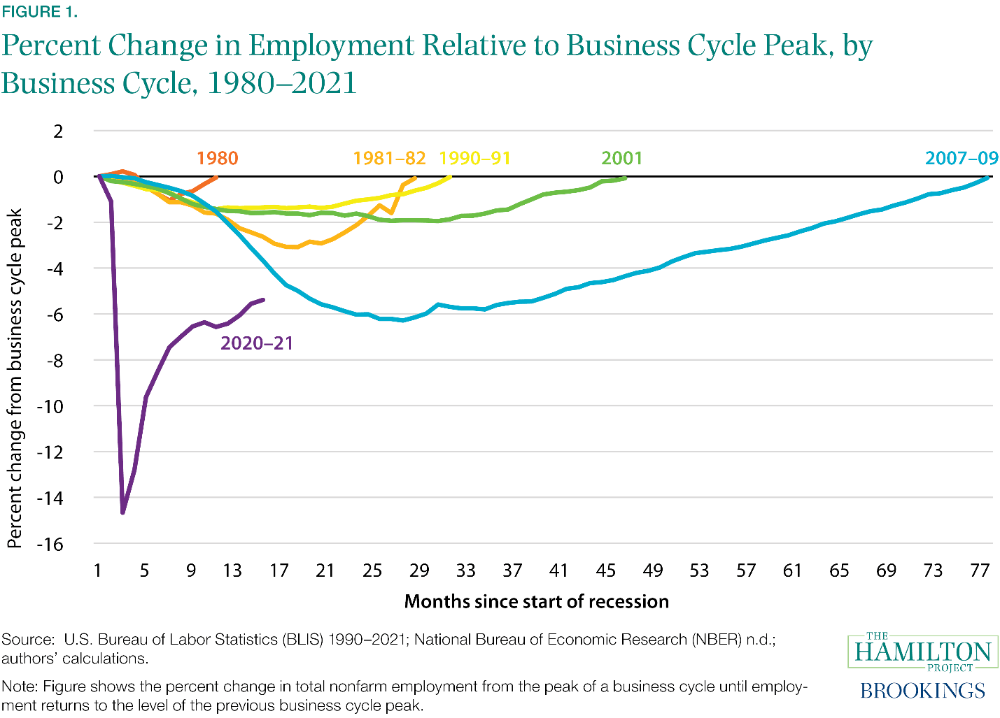 FIGURE 1.
Percent Change in Employment Relative to Business Cycle Peak, by
Business Cycle, 1980–2021
Percent change from business cycle peak
2
0
-2
-4
-6
-8
-10
-12
-14
-16
1980
1981–82
1990–91
2001
2007–09
2020–21
1 5 9 13 17 21 25 29 33 37 41 45 49 53 57 61 65 69 73 77
Months since start of recession
Source: U.S. Bureau of Labor Statistics (BLIS) 1990–2021; National Bureau of Economic Research (NBER) n.d.;
authors’ calculations.
Note: Figure shows the percent change in total nonfarm employment from the peak of a business cycle until employ-
ment returns to the level of the previous business cycle peak.
THE
HAMILTON
PROJECT
BROOKINGS